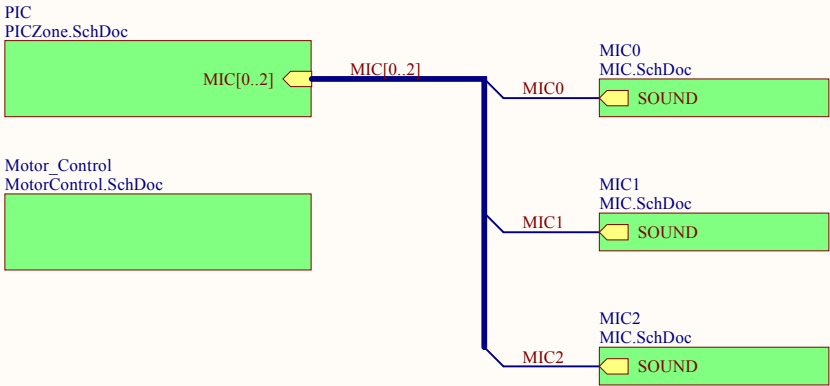 PIC
PICZone.SchDoc
MIC[0..2]
MIC[0..2]
MIC0
MIC0
MIC.SchDoc
SOUND
Motor_Control
MotorControl.SchDoc
MIC1
MIC1
MIC.SchDoc
SOUND
MIC2
MIC2
MIC.SchDoc
SOUND